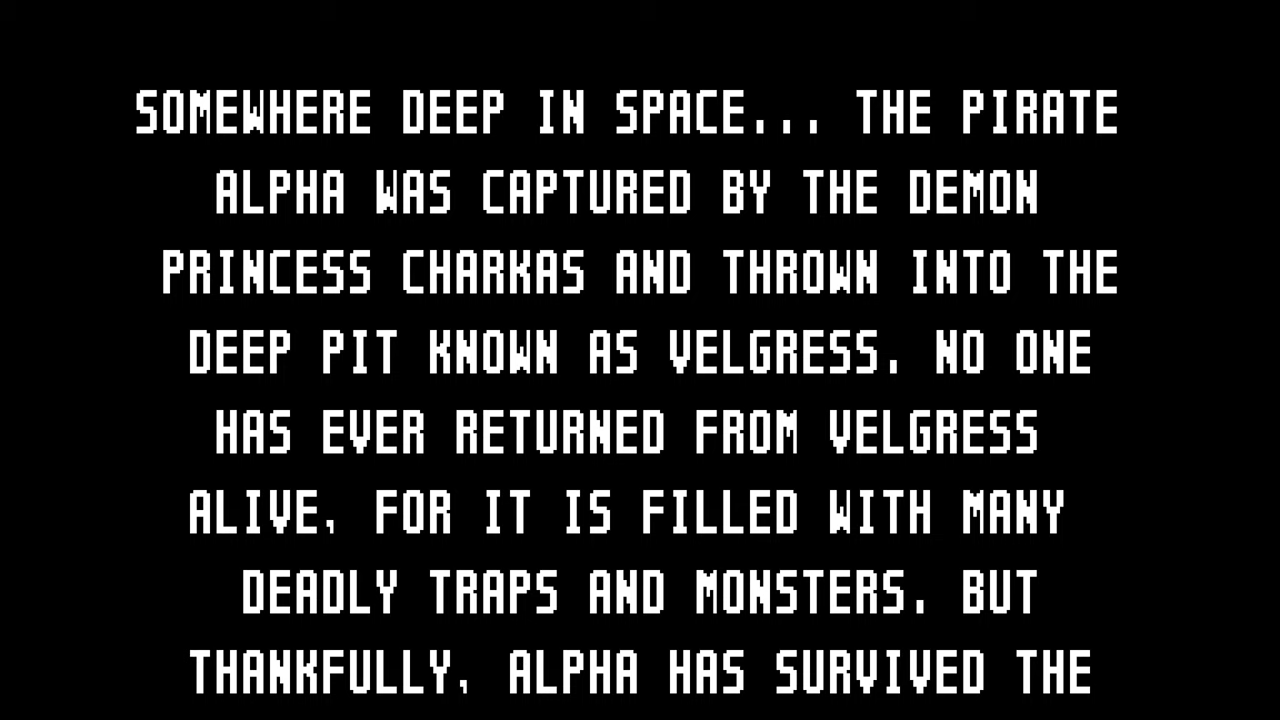 SOMEWHERE DEEP IN SPACE... THE PIRATE
ALPHA WAS CAPTURED BY THE DEMON
PRINCESS CHARKAS AND THROWN INTO THE
DEEP PIT KNOWN AS VELGRESS. NO ONE
HAS EVER RETURNED FROM VELGRESS
ALIVE, FOR IT IS FILLED WITH MANY
DEADLY TRAPS AND MONSTERS. BUT
THANKFULLY, ALPHA HAS SURVIVED THE